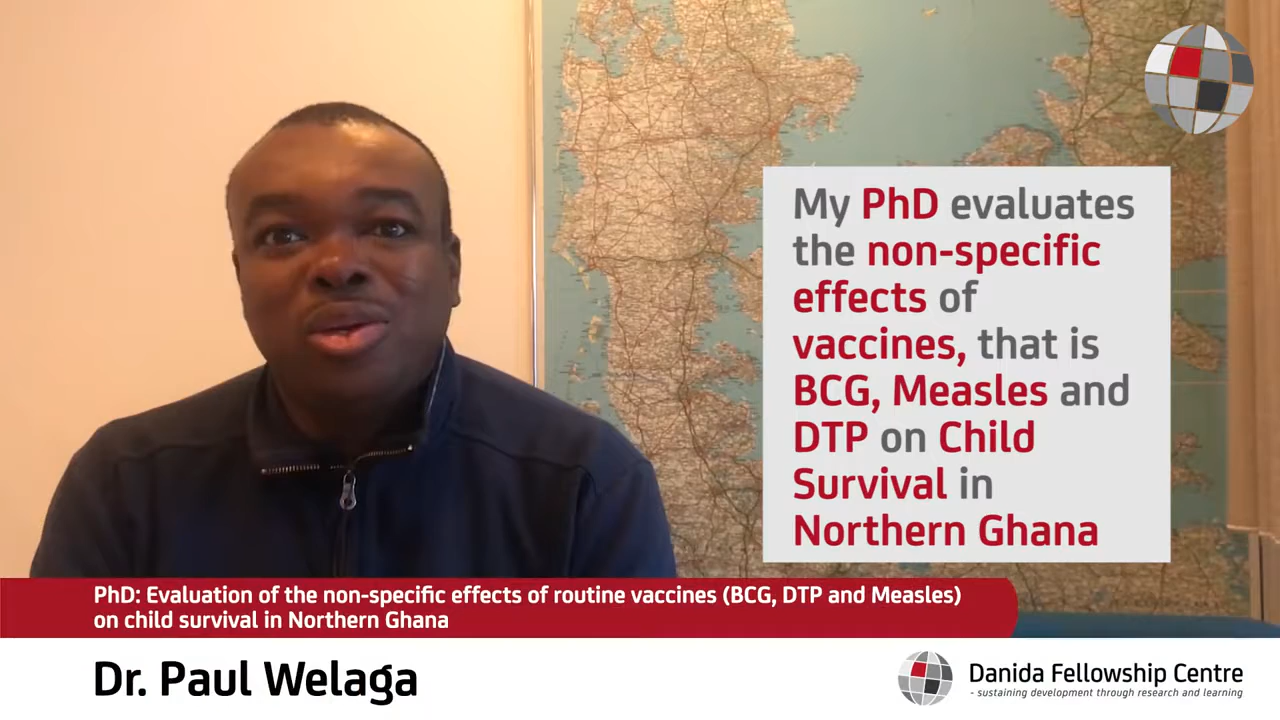 My PhD evaluates
the non-specific
effects of
vaccines, that is
BCG, Measles and
DTP on Child
Survival in
Northern Ghana
PhD: Evaluation of the non-specific effects of routine vaccines (BCG, DTP and Measles)
on child survival in Northern Ghana
Dr. Paul Welaga
Danida Fellowship Centre
- sustaining development through research and learning